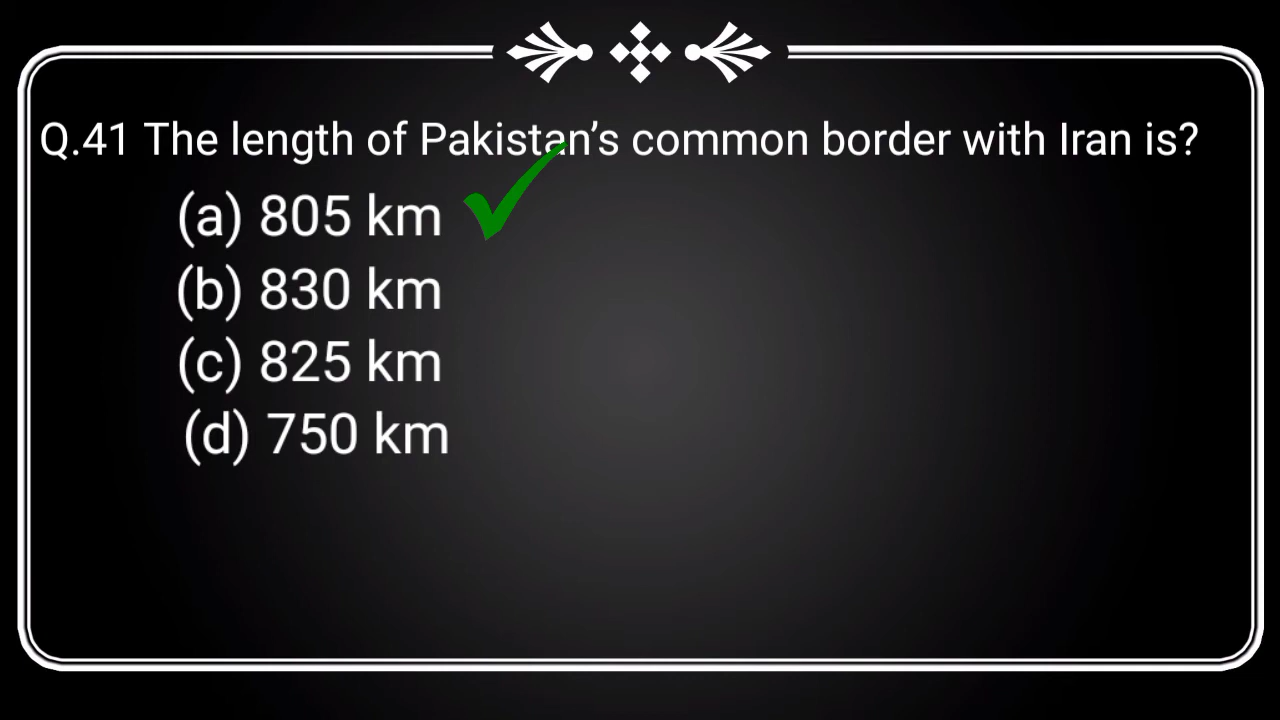 Q.41 The length of Pakistan’s common border with Iran is?
(a) 805 km
(b) 830 km
(c) 825 km
(d) 750 km